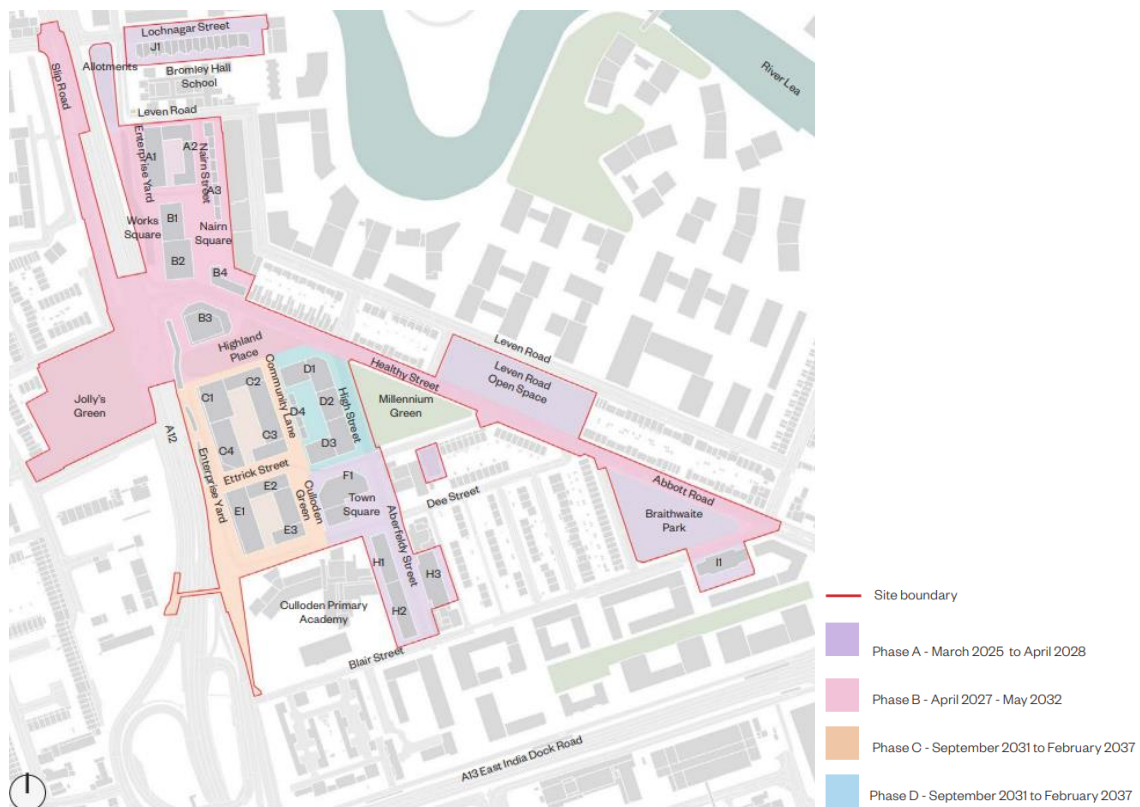 Lochnagar Street
J1
Slip Road
Allotments
Bromley Hall
School
River Lea
Leven Road
Enterprise Yard
A1
A2
Nairn Street
A3
Works
Square
B1
Nairn
Square
B2
B4
B3
Highland
Place
Leven Road
Healthy Street
Leven Road
Open Space
Jolly's
Green
A12
C1
C2
Community Lane
D1
D2
D4
High Street
Millennium
Green
C3
C4
D3
Ettrick Street
Enterprise Yard
E2
E1
E3
Culloden
Green
F1
Town
Square
Dee Street
Aberfeldy Street
Abbott Road
Braithwaite
Park
I1
H1
H3
H2
Culloden Primary
Academy
Blair Street
A13 East India Dock Road
Site boundary
Phase A - March 2025 to April 2028
Phase B - April 2027 - May 2032
Phase C - September 2031 to February 2037
Phase D - September 2031 to February 2037